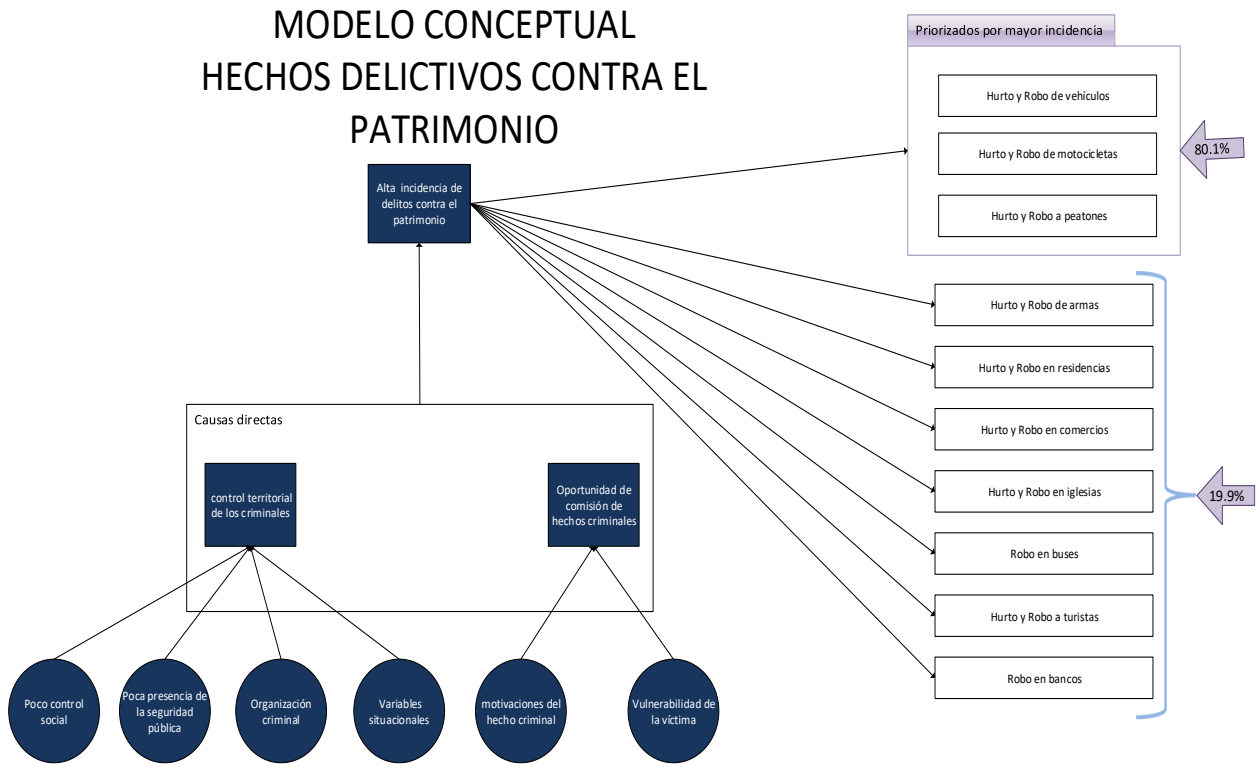 MODELO CONCEPTUAL
HECHOS DELICTIVOS CONTRA EL
PATRIMONIO
Priorizados por mayor incidencia
Hurto y Robo de vehículos
Hurto y Robo de motocicletas
80.1%
Hurto y Robo a peatones
Alta incidencia de
delitos contra el
patrimonio
Hurto y Robo de armas
Hurto y Robo en residencias
Hurto y Robo en comercios
Hurto y Robo en iglesias
19.9%
Robo en buses
Hurto y Robo a turistas
Robo en bancos
Causas directas
control territorial
de los criminales
Oportunidad de
comisión de
hechos criminales
Poco control
social
Poca presencia de
la seguridad
pública
Organización
criminal
Variables
situacionales
motivaciones del
hecho criminal
Vulnerabilidad de
la víctima